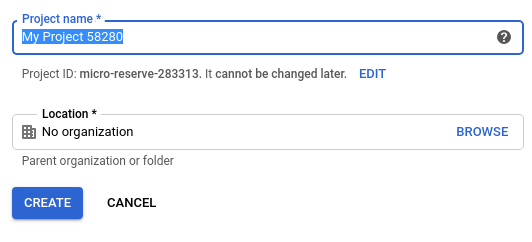 Project name *
My Project 58280
Project ID: micro-reserve-283313. It cannot be changed later. EDIT
Location *
No organization BROWSE
Parent organization or folder
CREATE CANCEL